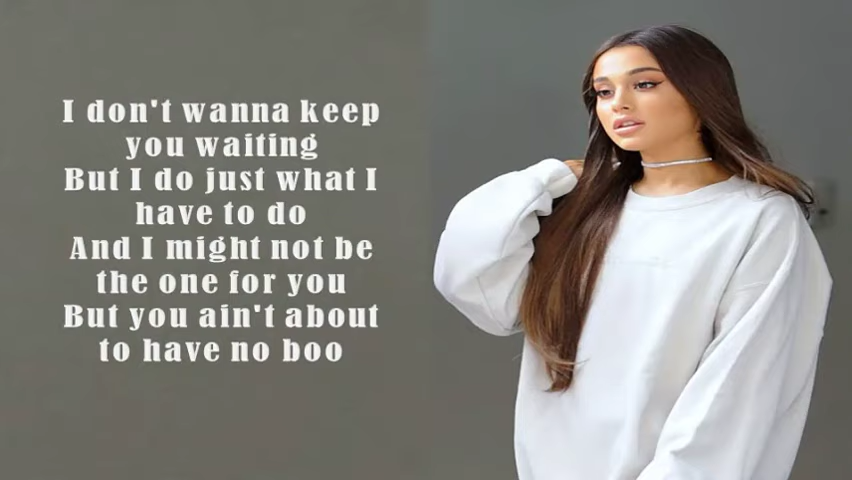 I don't wanna keep
you waiting
But I do just what I
have to do
And I might not be
the one for you
But you ain't about
to have no boo